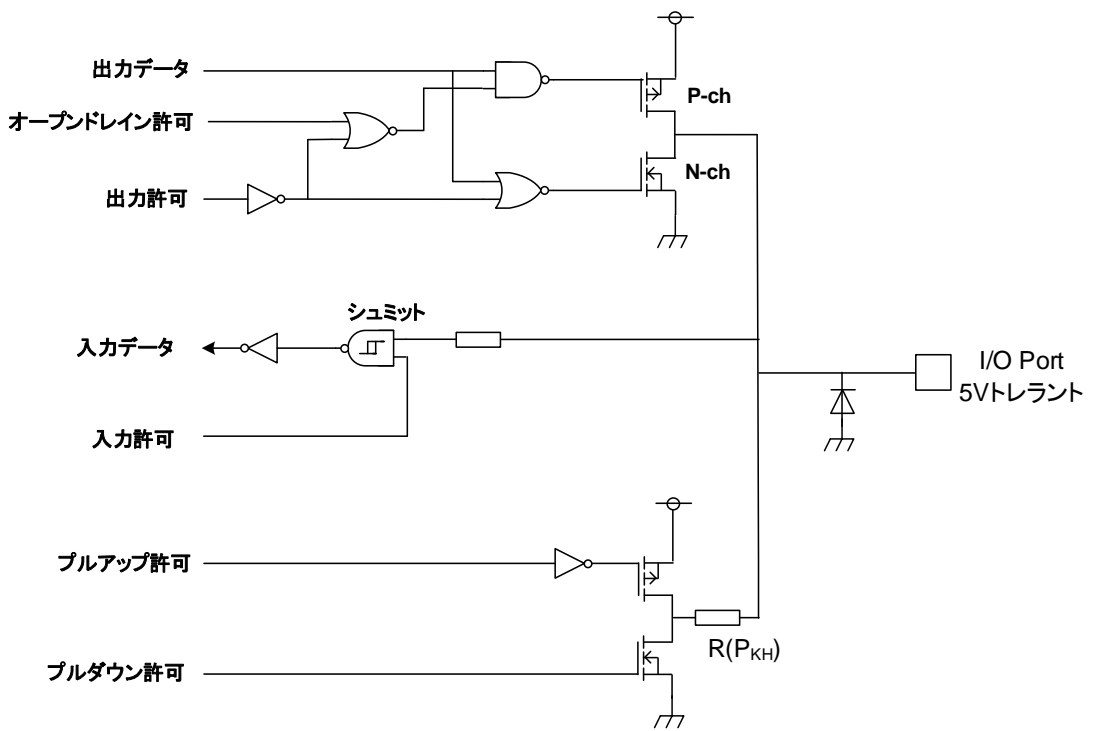 出力データ
オープンドレイン許可
出力許可
P-ch
N-ch
シュミット
入力データ
入力許可
I/O Port
5Vトレラント
プルアップ許可
プルダウン許可
R(PKH)